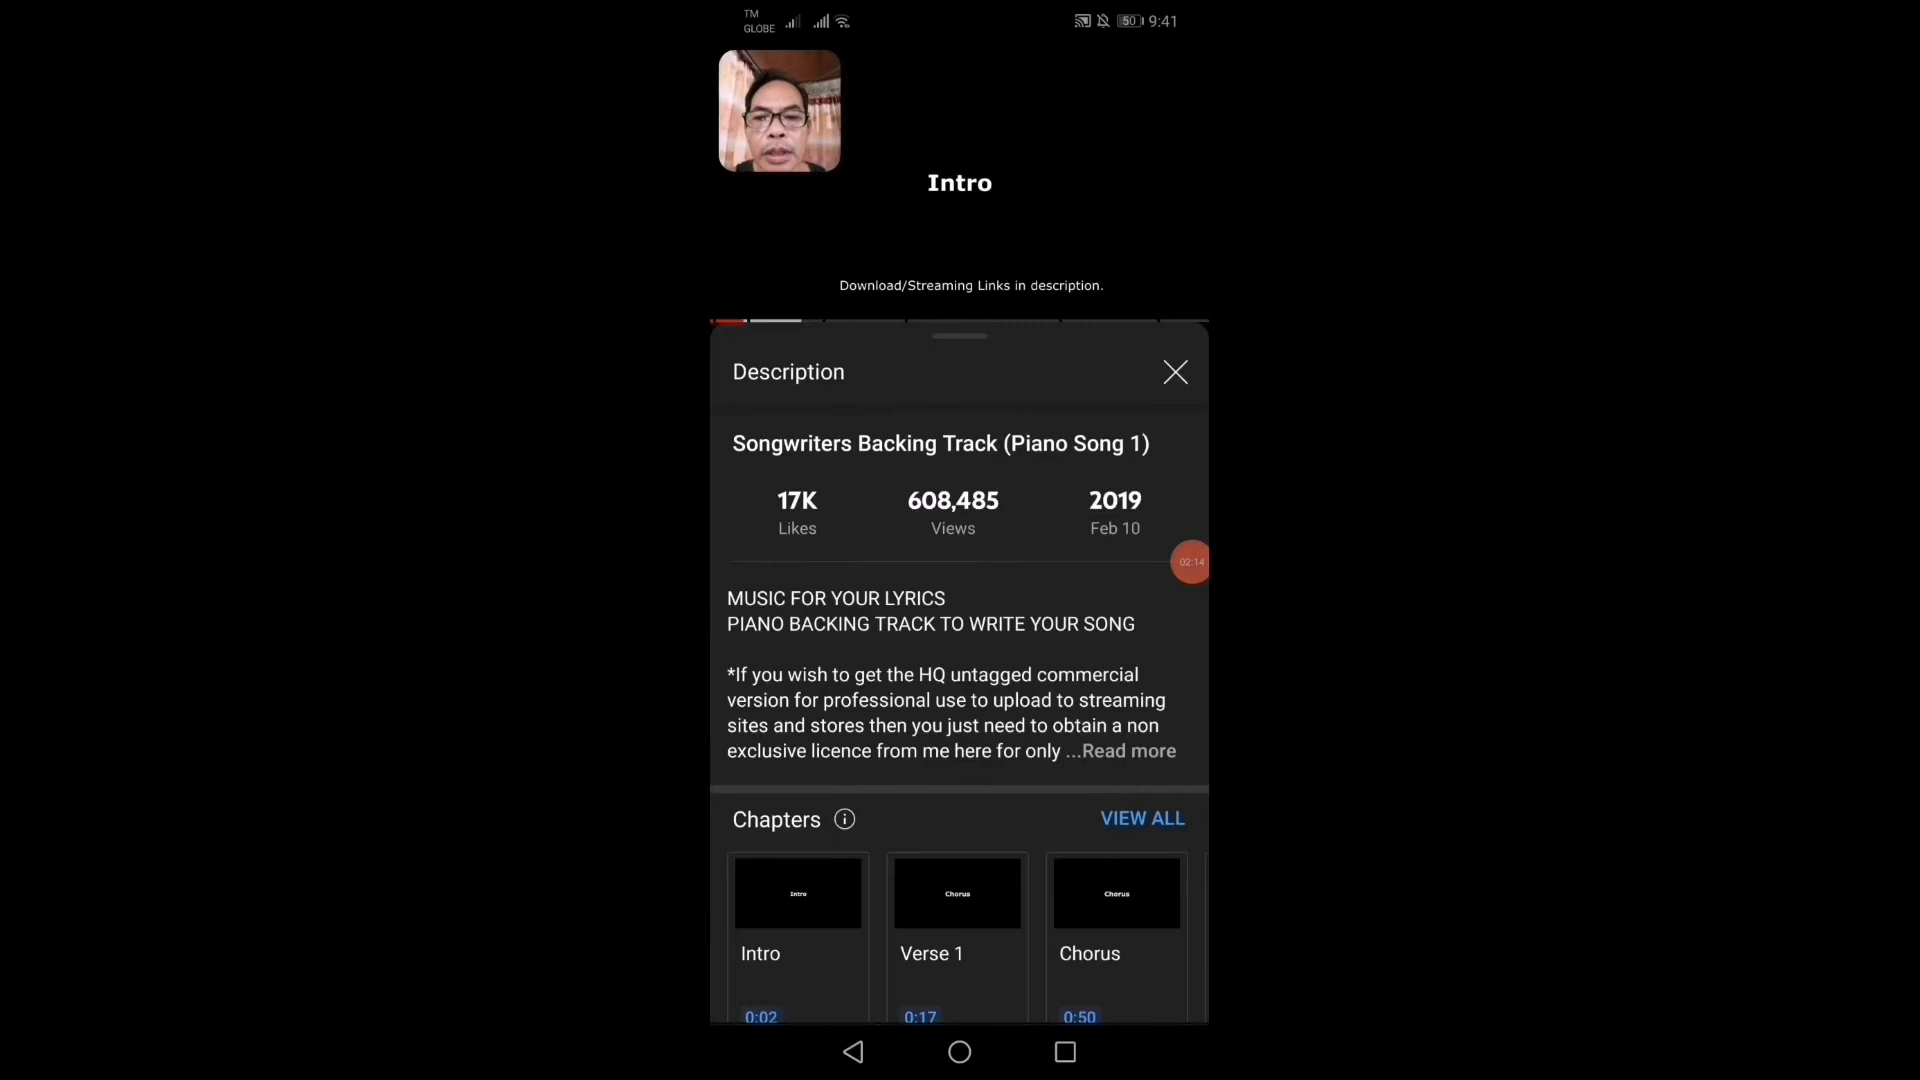 TM
GLOBE
50
9:41
Intro
Download/Streaming Links in description.
Description
Songwriters Backing Track (Piano Song 1)
17K
608,485
2019
Likes
Views
Feb 10
02:14
MUSIC FOR YOUR LYRICS
PIANO BACKING TRACK TO WRITE YOUR SONG
*If you wish to get the HQ untagged commercial
version for professional use to upload to streaming
sites and stores then you just need to obtain a non
exclusive licence from me here for only ...Read more
Chapters
VIEW ALL
Intro
Chorus
Chorus
Intro
Verse 1
Chorus
0:02
0:17
0:50